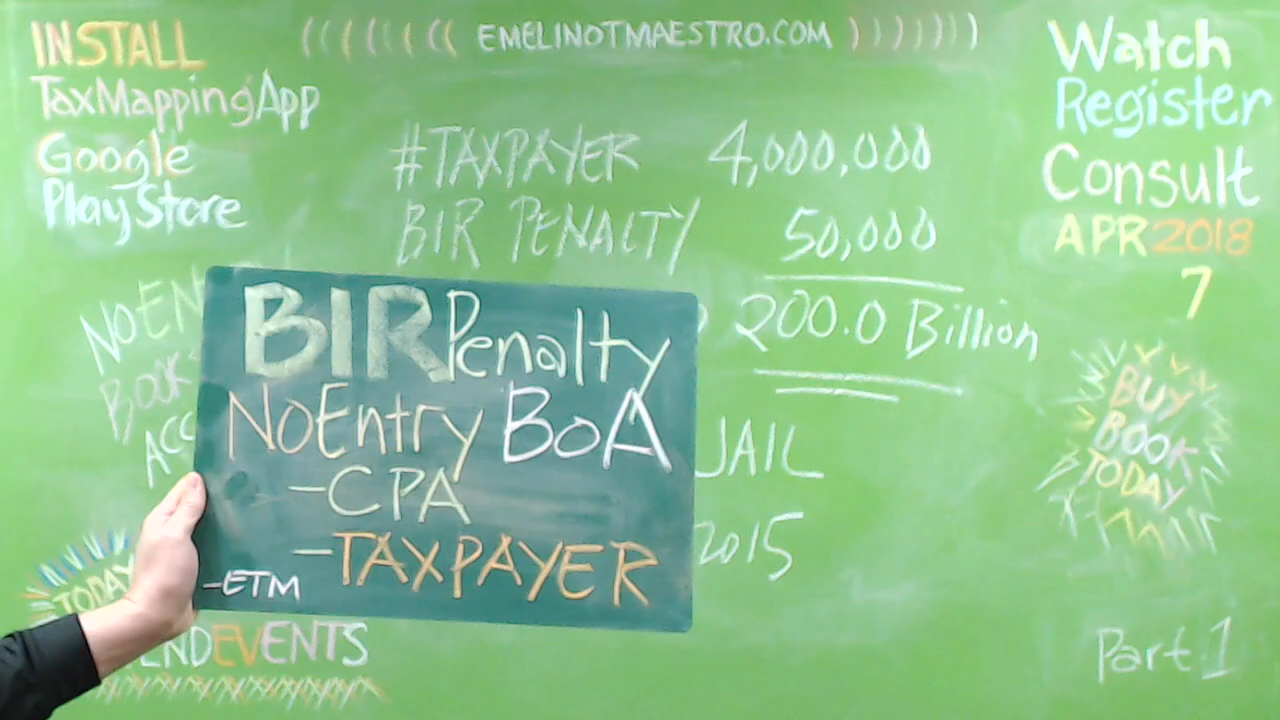 INSTALL
TaxMappingApp
Google
PlayStore
(((((((( EMELINOTMAESTRO.COM ))))))))
Watch
Register
Consult
APR 2018
7
#TAXPAYER 4,000,000
BIR PENALTY 50,000
200.0 Billion
JAIL
2015
BIR Penalty
NoEntry BoA
-CPA
-TAXPAYER
-ETM
BUY
BOOK
TODAY
TODAY
EVENTS
Part 1